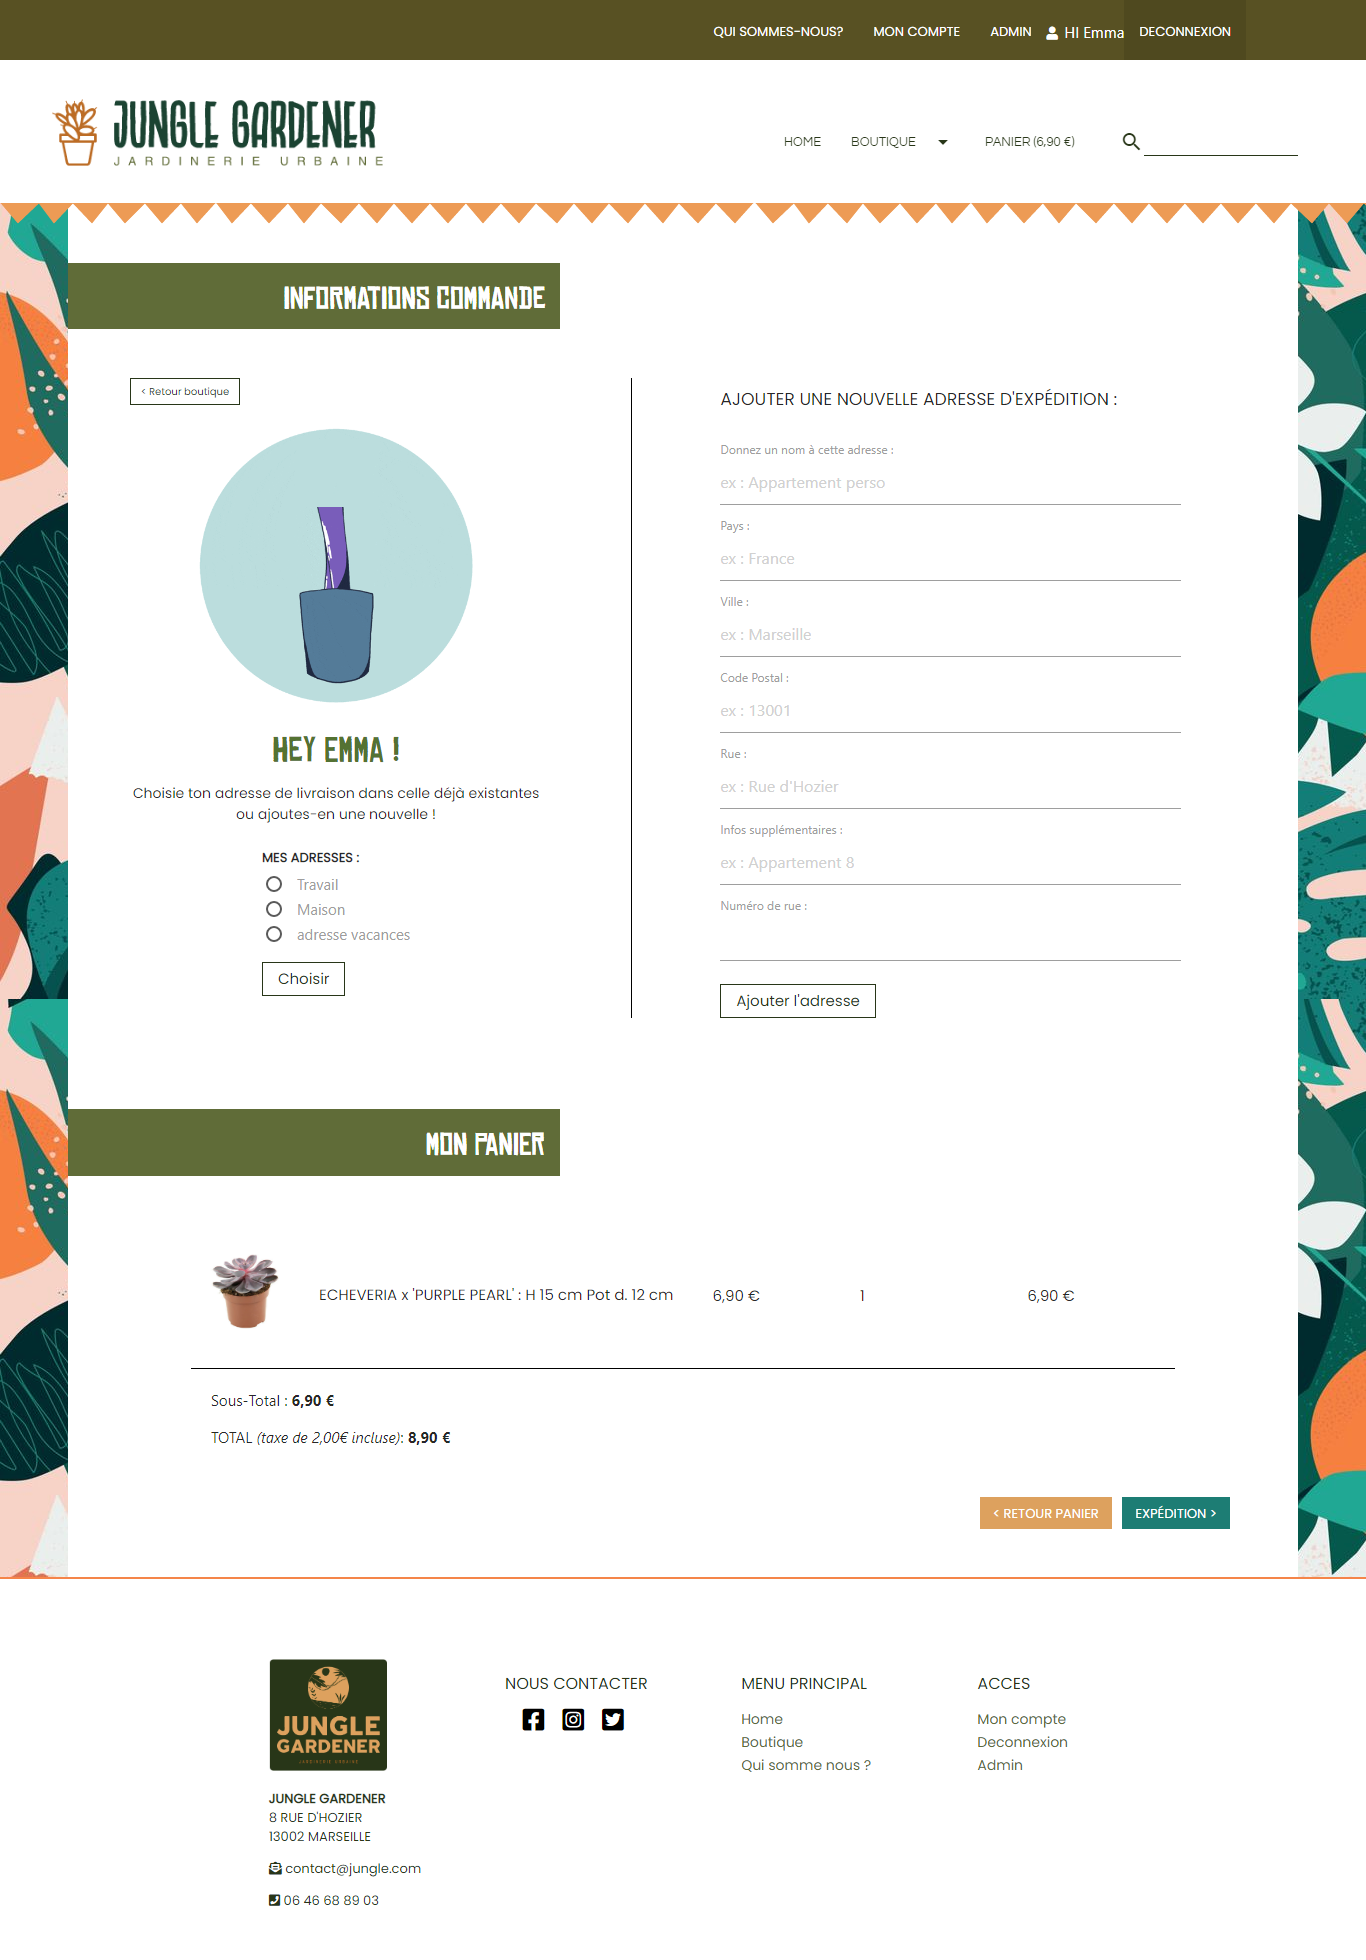 QUI SOMMES-NOUS? MON COMPTE ADMIN HI Emma DECONNEXION
JUNGLE GARDENER
JARDINERIE URBAINE
HOME BOUTIQUE PANIER (6,90 €)
INFORMATIONS COMMANDE
< Retour boutique
HEY EMMA !
Choisie ton adresse de livraison dans celle déjà existantes
ou ajoutes-en une nouvelle !
MES ADRESSES :
Travail
Maison
adresse vacances
Choisir
AJOUTER UNE NOUVELLE ADRESSE D'EXPÉDITION :
Donnez un nom à cette adresse :
ex : Appartement perso
Pays :
ex : France
Ville :
ex : Marseille
Code Postal :
ex : 13001
Rue :
ex : Rue d'Hozier
Infos supplémentaires :
ex : Appartement 8
Numéro de rue :
Ajouter l'adresse
MON PANIER
ECHEVERIA x 'PURPLE PEARL' : H 15 cm Pot d. 12 cm 6,90 € 1 6,90 €
Sous-Total : 6,90 €
TOTAL (taxe de 2,00€ incluse): 8,90 €
< RETOUR PANIER EXPÉDITION >
JUNGLE
GARDENER
JARDINERIE URBAINE
JUNGLE GARDENER
8 RUE D'HOZIER
13002 MARSEILLE
contact@jungle.com
06 46 68 89 03
NOUS CONTACTER
MENU PRINCIPAL
Home
Boutique
Qui somme nous ?
ACCES
Mon compte
Deconnexion
Admin